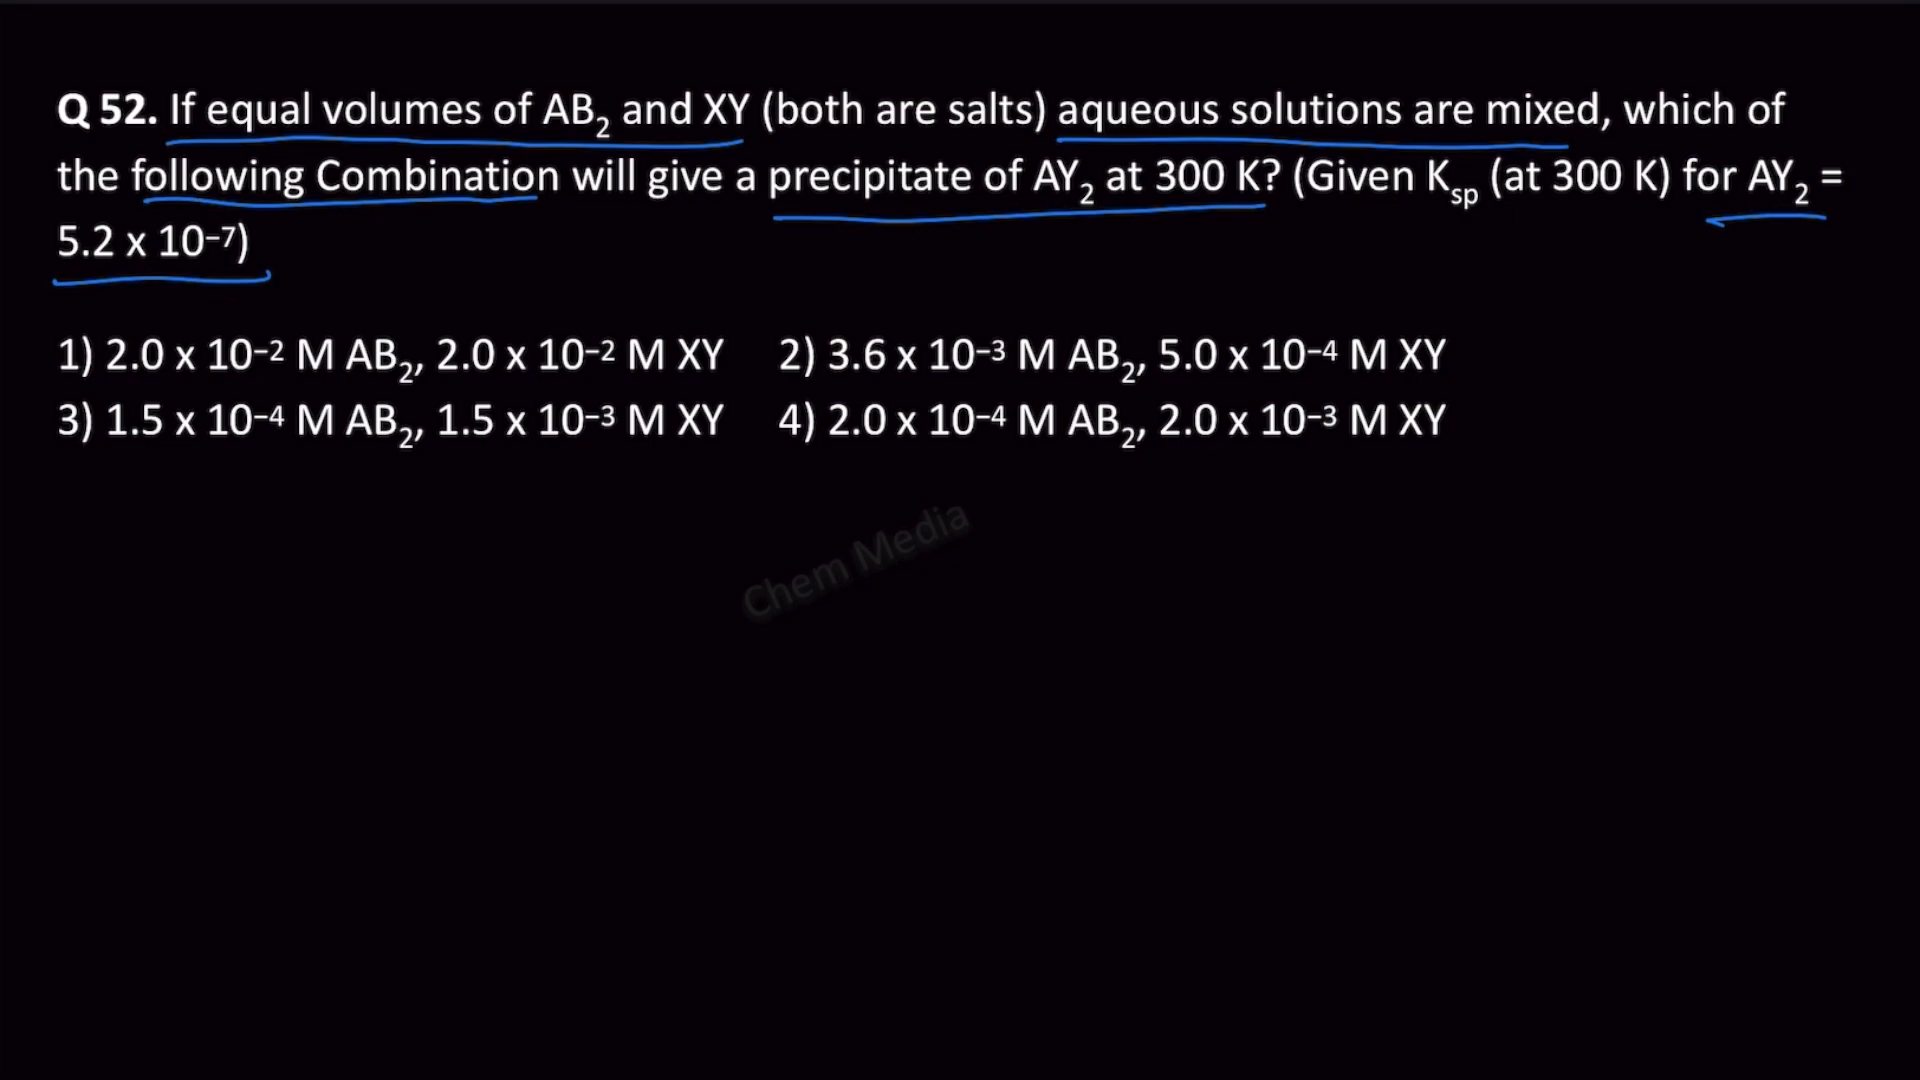 Q 52. If equal volumes of AB₂ and XY (both are salts) aqueous solutions are mixed, which of
the following Combination will give a precipitate of AY₂ at 300 K? (Given Kₛₚ (at 300 K) for AY₂ =
5.2 x 10⁻⁷)
1) 2.0 x 10⁻² M AB₂, 2.0 x 10⁻² M XY 2) 3.6 x 10⁻³ M AB₂, 5.0 x 10⁻⁴ M XY
3) 1.5 x 10⁻⁴ M AB₂, 1.5 x 10⁻³ M XY 4) 2.0 x 10⁻⁴ M AB₂, 2.0 x 10⁻³ M XY
Chem Media